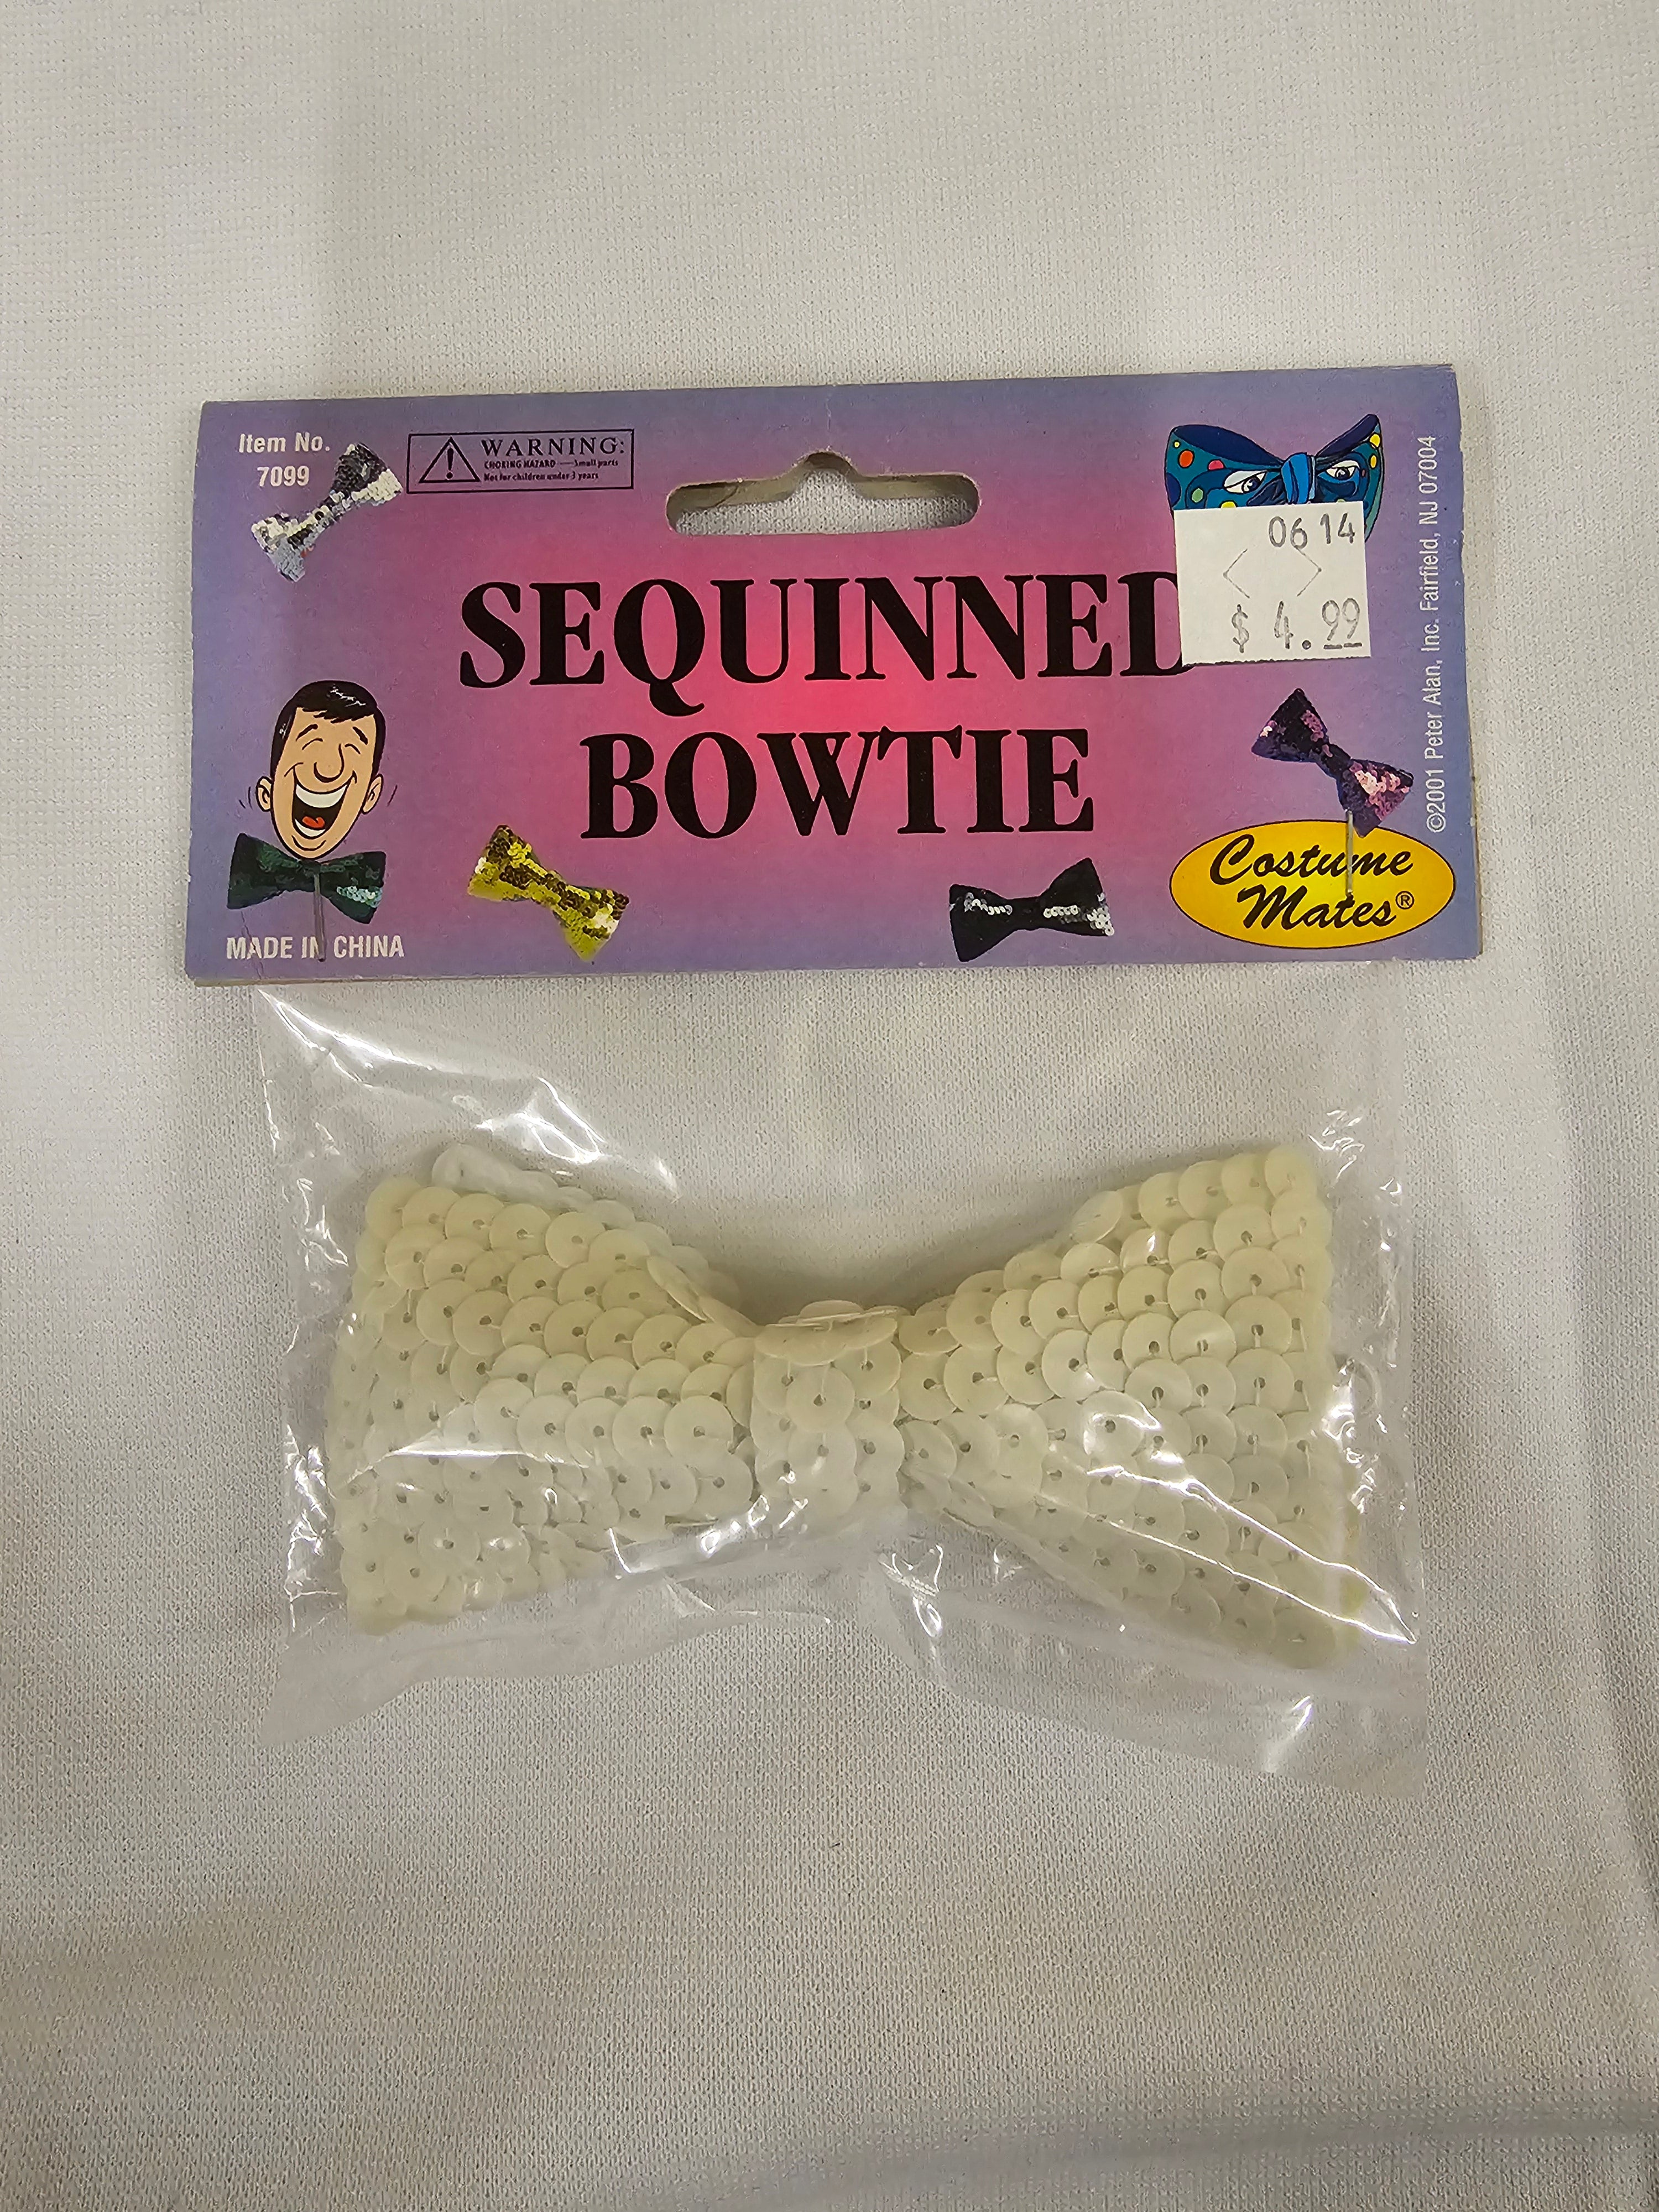 Item No.
7099
WARNING:
CHOKING HAZARD — Small parts
Not for children under 3 years
06 14
$ 4.99
SEQUINNED
BOWTIE
Costume
Mates®
MADE IN CHINA
©2001 Peter Alan, Inc. Fairfield, NJ 07004